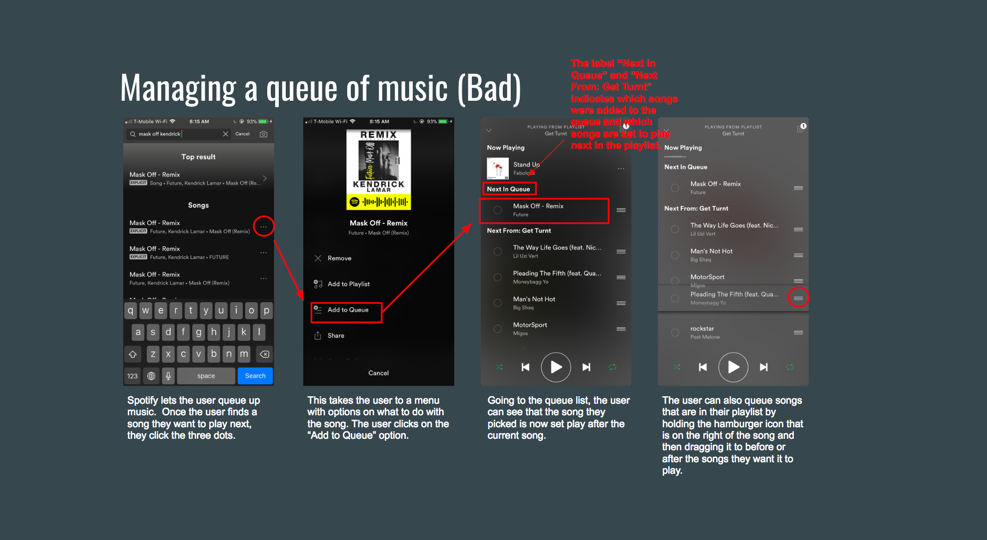 Managing a queue of music (Bad)
The label "Next In
Queue" and "Next
From: Get Turnt"
indicates which songs
were added to the
queue and which
songs are set to play
next in the playlist.
T-Mobile Wi-Fi 8:15 AM 93%
mask off kendrick
Cancel
Top result
Mask Off - Remix
EXPLICIT Song • Future, Kendrick Lamar • Mask Off (Re...
Songs
Mask Off - Remix
EXPLICIT Future, Kendrick Lamar • Mask Off (Remix)
Mask Off - Remix
EXPLICIT Future, Kendrick Lamar • FUTURE
Mask Off - Remix
EXPLICIT Future, Kendrick Lamar • Mask Off (Remix)
Mask Off - Remix
q w e r t y u i o p
a s d f g h j k l
z x c v b n m
123 space Search
Spotify lets the user queue up
music. Once the user finds a
song they want to play next,
they click the three dots.
T-Mobile Wi-Fi 8:15 AM 93%
REMIX
Future Mask Off
KENDRICK
LAMAR
Mask Off - Remix
Future • Mask Off (Remix)
Remove
Add to Playlist
Add to Queue
Share
Cancel
This takes the user to a menu
with options on what to do with
the song. The user clicks on the
"Add to Queue" option.
PLAYING FROM PLAYLIST
Get Turnt
1
Now Playing
Stand Up
Next In Queue
Mask Off - Remix
Future
Next From: Get Turnt
The Way Life Goes (feat. Nic...
Lil Uzi Vert
Pleading The Fifth (feat. Qua...
Moneybagg Yo
Man's Not Hot
Big Shaq
MotorSport
Migos
Going to the queue list, the user
can see that the song they
picked is now set play after the
current song.
PLAYING FROM PLAYLIST
Get Turnt
1
Now Playing
Next In Queue
Mask Off - Remix
Future
Next From: Get Turnt
The Way Life Goes (feat. Nic...
Lil Uzi Vert
Man's Not Hot
Big Shaq
MotorSport
Migos
Pleading The Fifth (feat. Qua...
Moneybagg Yo
rockstar
Post Malone
The user can also queue songs
that are in their playlist by
holding the hamburger icon that
is on the right of the song and
then dragging it to before or
after the songs they want it to
play.